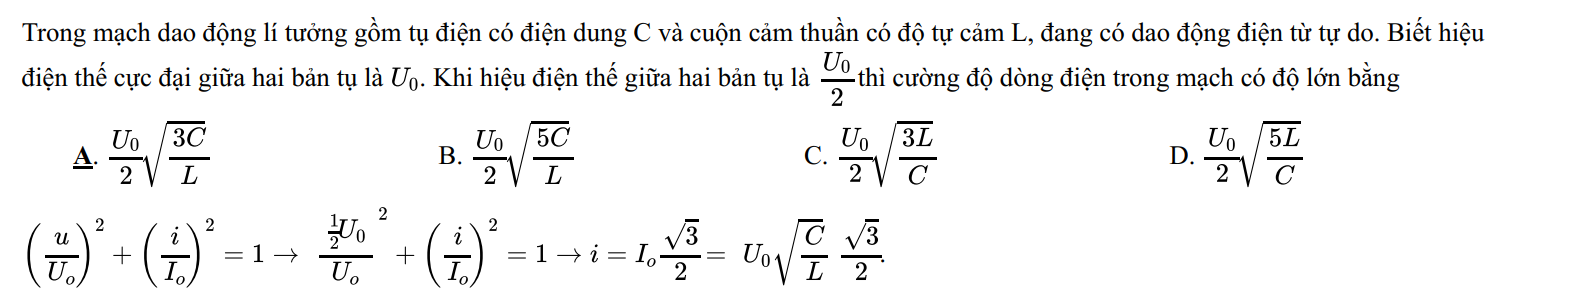 Trong mạch dao động lí tưởng gồm tụ điện có điện dung C và cuộn cảm thuần có độ tự cảm L, đang có dao động điện từ tự do. Biết hiệu
điện thế cực đại giữa hai bản tụ là $U_0$. Khi hiệu điện thế giữa hai bản tụ là $\frac{U_0}{2}$ thì cường độ dòng điện trong mạch có độ lớn bằng
A. $\frac{U_0}{2}\sqrt{\frac{3C}{L}}$ B. $\frac{U_0}{2}\sqrt{\frac{5C}{L}}$ C. $\frac{U_0}{2}\sqrt{\frac{3L}{C}}$ D. $\frac{U_0}{2}\sqrt{\frac{5L}{C}}$
$\left(\frac{u}{U_o}\right)^2 + \left(\frac{i}{I_o}\right)^2 = 1 \rightarrow \frac{\frac{1}{2}U_0}{U_o}^2 + \left(\frac{i}{I_o}\right)^2 = 1 \rightarrow i = I_o\frac{\sqrt{3}}{2} = U_0\sqrt{\frac{C}{L}}\frac{\sqrt{3}}{2}.$